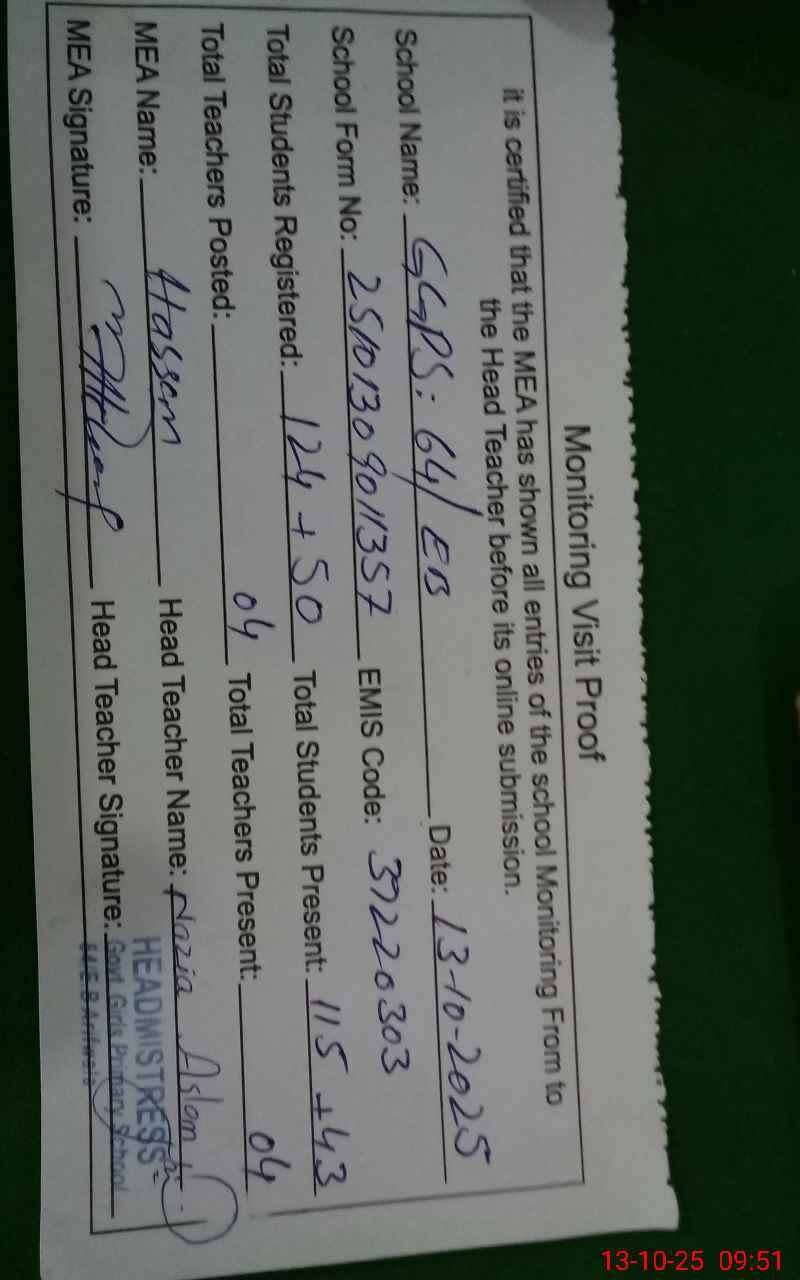 Monitoring Visit Proof
it is certified that the MEA has shown all entries of the school Monitoring From to
the Head Teacher before its online submission.
School Name: GGPS: 64/EB Date: 13-10-2025
School Form No: 25101309011357 EMIS Code: 39220303
Total Students Registered: 124 + 50 Total Students Present: 115 + 43
Total Teachers Posted: 04 Total Teachers Present: 04
MEA Name: Hassem Head Teacher Name: Nazia Aslam
MEA Signature: Head Teacher Signature:
HEADMISTRESS
Govt. Girls Primary School
64/E.B Arifwala
13-10-25 09:51